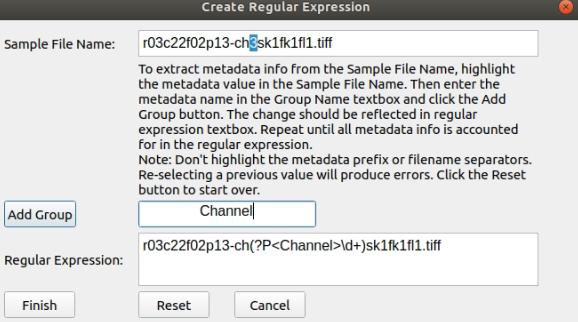 Create Regular Expression
Sample File Name: r03c22f02p13-ch3sk1fk1fl1.tiff
To extract metadata info from the Sample File Name, highlight
the metadata value in the Sample File Name. Then enter the
metadata name in the Group Name textbox and click the Add
Group button. The change should be reflected in regular
expression textbox. Repeat until all metadata info is accounted
for in the regular expression.
Note: Don't highlight the metadata prefix or filename separators.
Re-selecting a previous value will produce errors. Click the Reset
button to start over.
Add Group Channel
Regular Expression: r03c22f02p13-ch(?P<Channel>\d+)sk1fk1fl1.tiff
Finish Reset Cancel